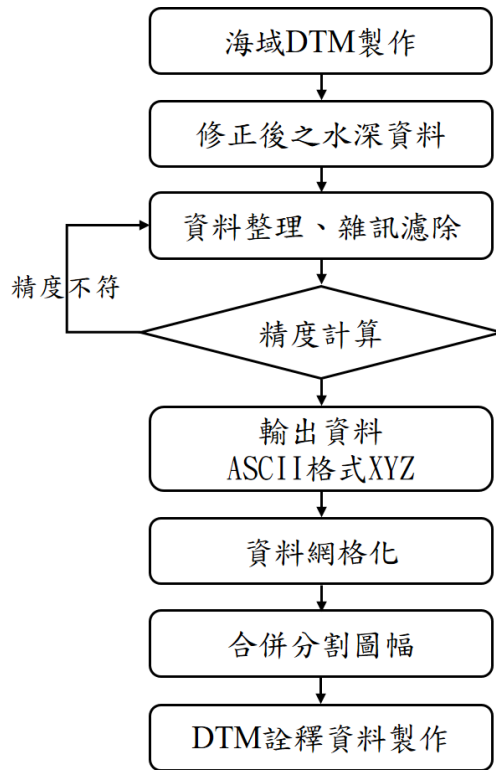 海域DTM製作
修正後之水深資料
資料整理、雜訊濾除
精度不符
精度計算
輸出資料
ASCII格式XYZ
資料網格化
合併分割圖幅
DTM詮釋資料製作